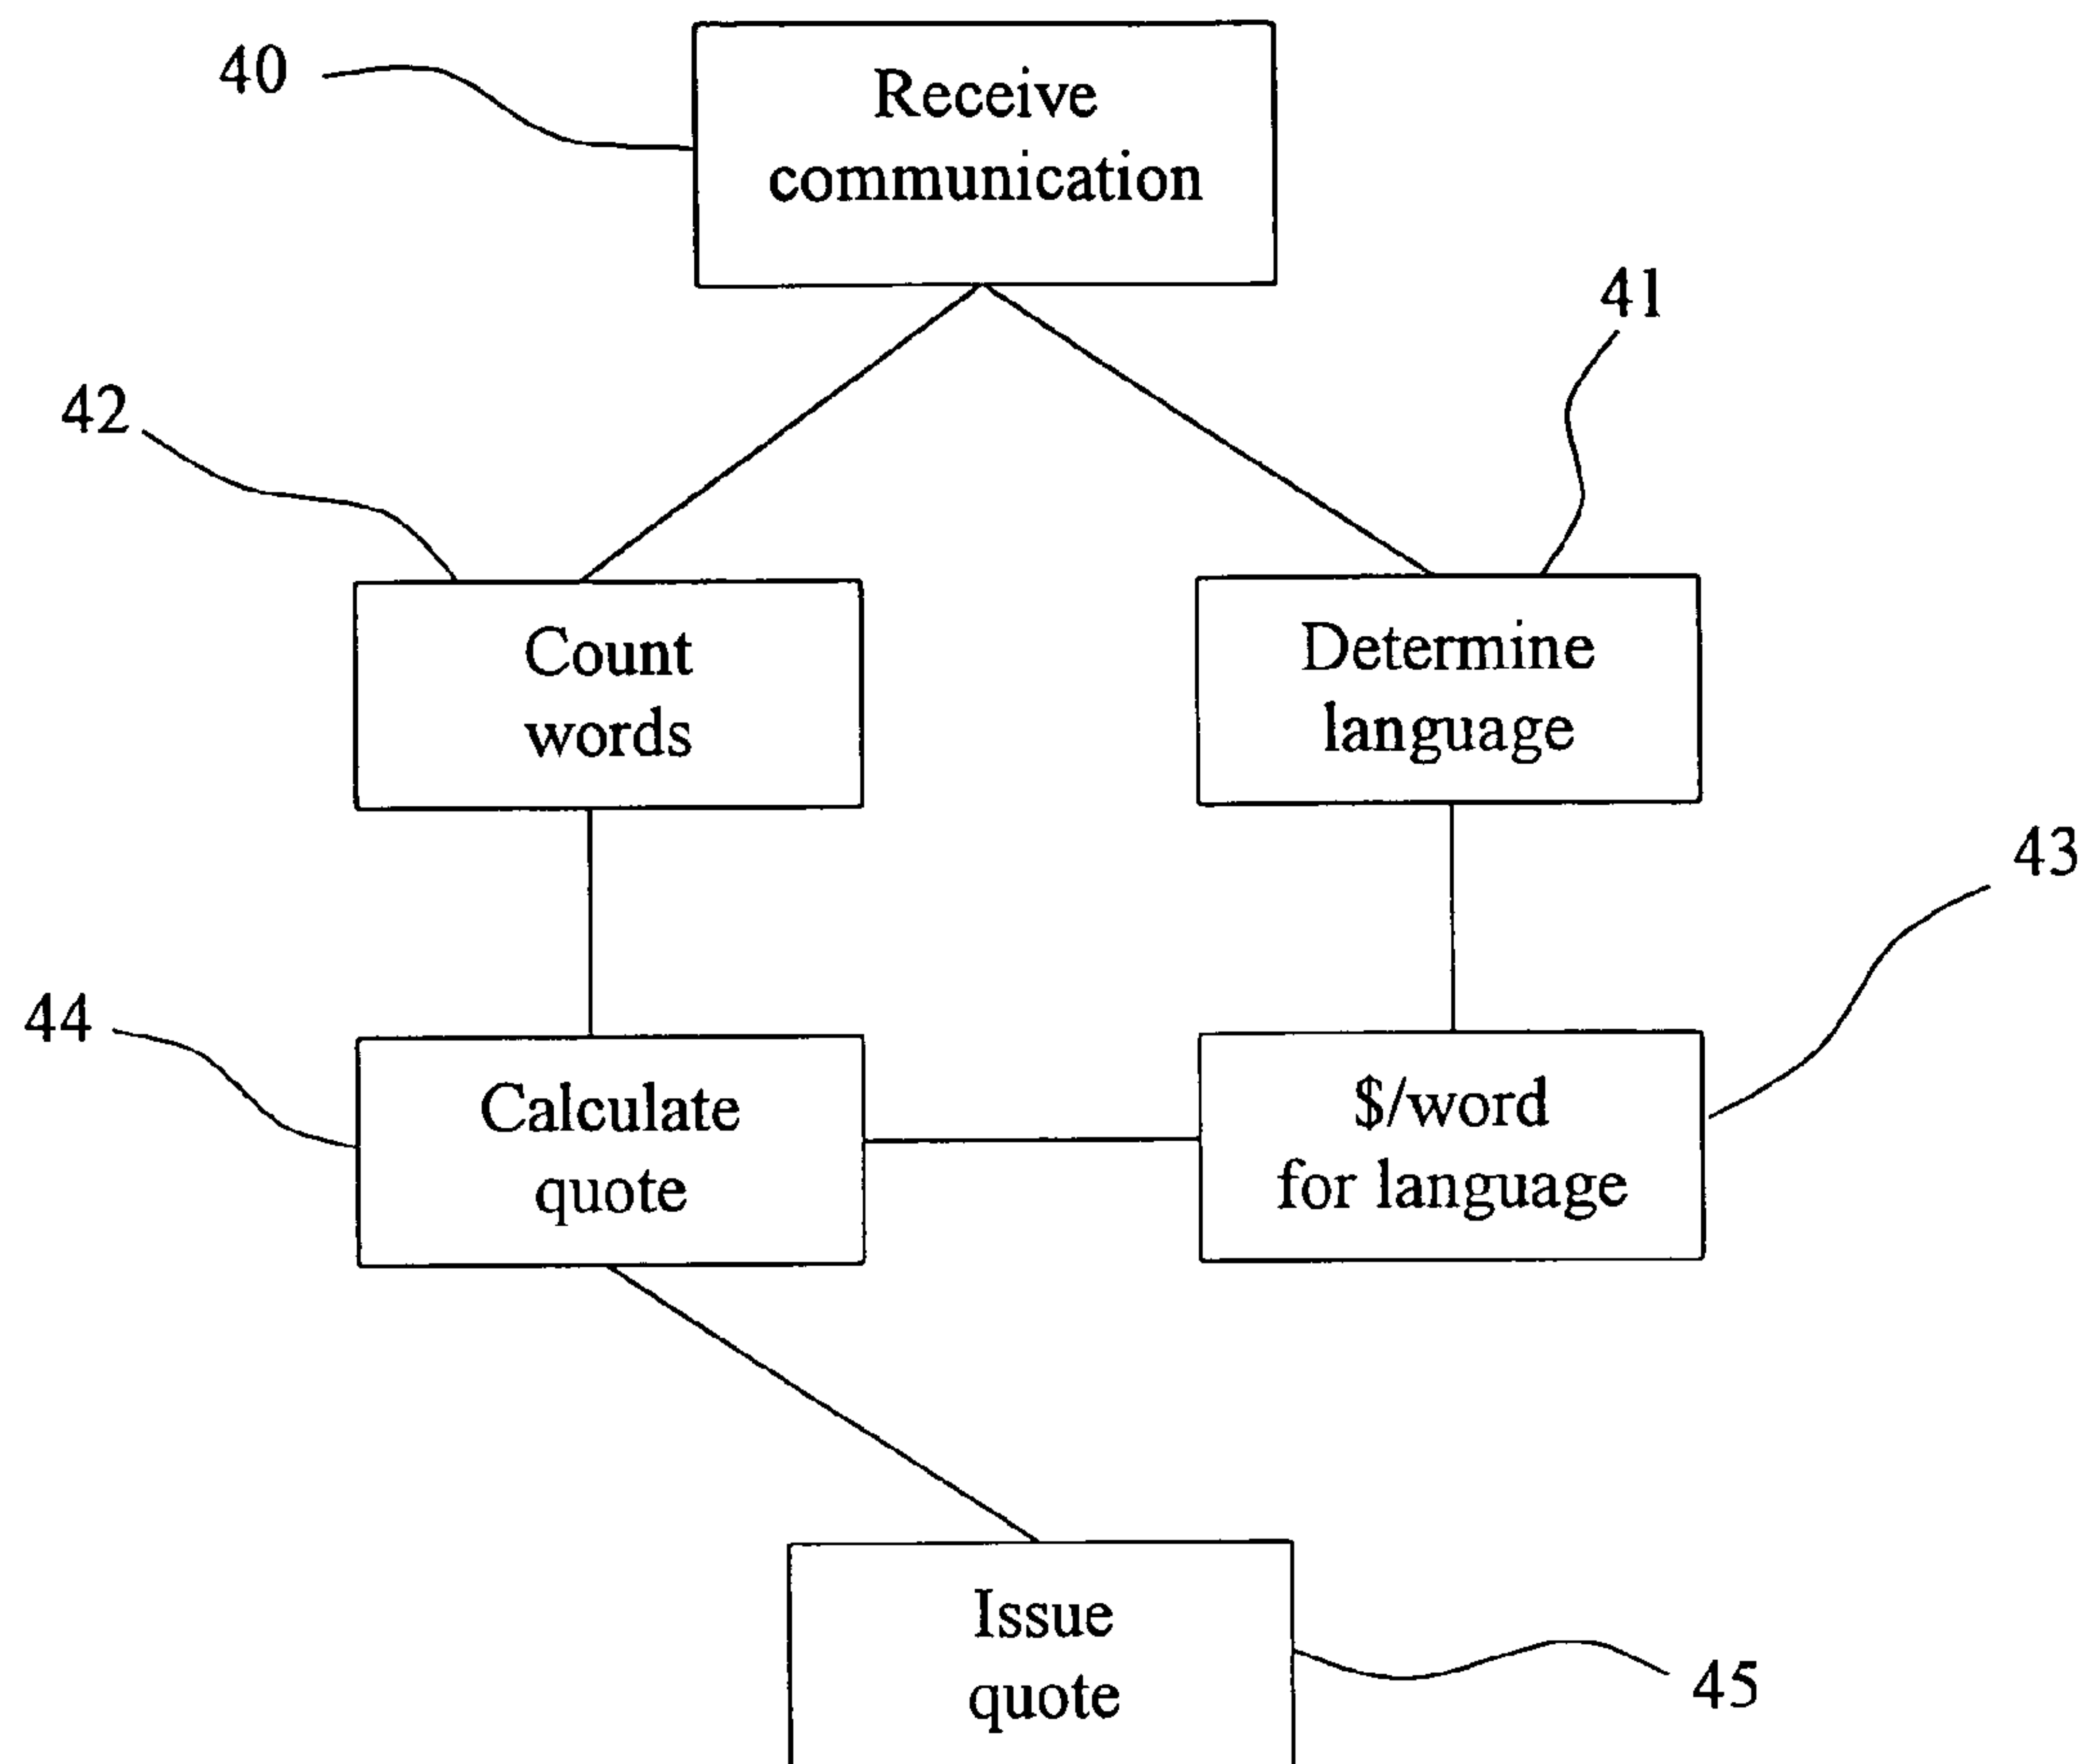 40
Receive
communication
41
42
Count
words
Determine
language
43
44
Calculate
quote
$/word
for language
Issue
quote
45